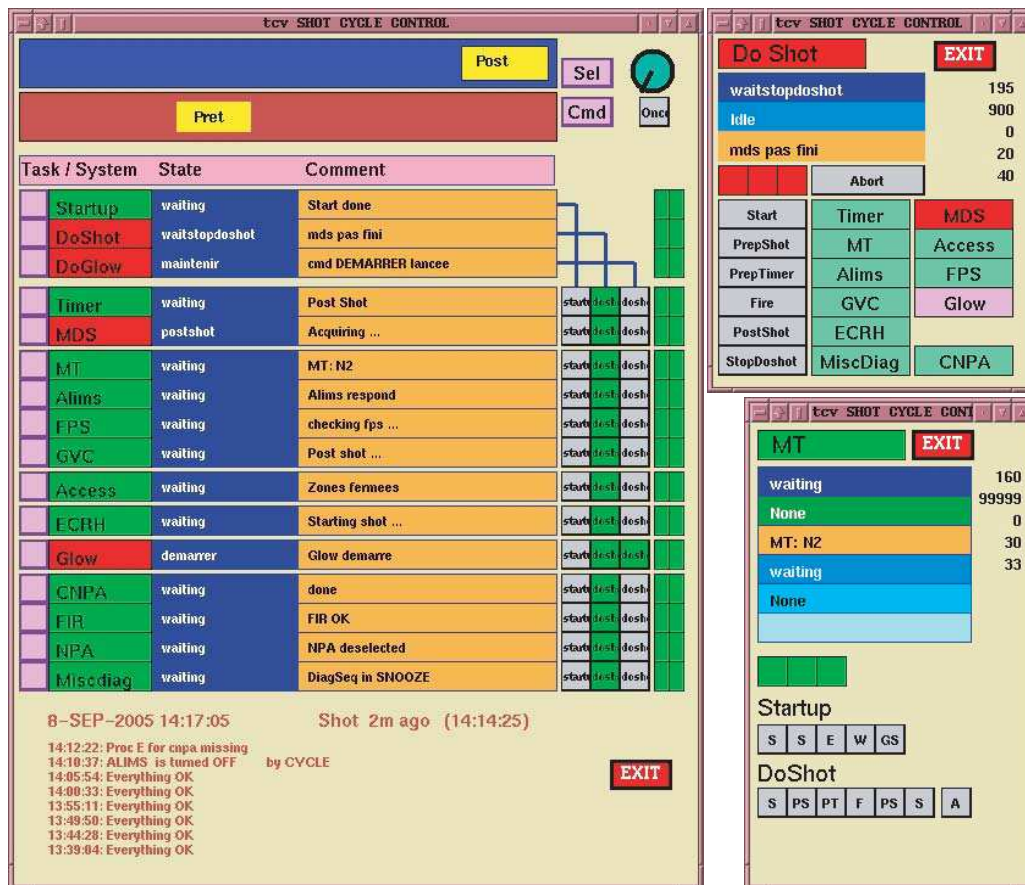 tcv SHOT CYCLE CONTROL
Post
Pret
Sel
Cmd
Once
Task / System State Comment
Startup waiting Start done
DoShot waitstopdoshot mds pas fini
DoGlow maintenir cmd DEMARRER lancee
Timer waiting Post Shot
MDS postshot Acquiring ...
MT waiting MT: N2
Alims waiting Alims respond
FPS waiting checking fps ...
GVC waiting Post shot ...
Access waiting Zones fermees
ECRH waiting Starting shot ...
Glow demarrer Glow demarre
CNPA waiting done
FIR waiting FIR OK
NPA waiting NPA deselected
Miscdiag waiting DiagSeq in SNOOZE
8-SEP-2005 14:17:05 Shot 2m ago (14:14:25)
14:12:22: Proc E for cnpa missing
14:10:37: ALIMS is turned OFF by CYCLE
14:05:54: Everything OK
14:00:33: Everything OK
13:55:11: Everything OK
13:49:50: Everything OK
13:44:28: Everything OK
13:39:04: Everything OK
EXIT
tcv SHOT CYCLE CONTROL
Do Shot EXIT
waitstopdoshot 195
Idle 900
0
mds pas fini 20
40
Abort
Start Timer MDS
PrepShot MT Access
PrepTimer Alims FPS
Fire GVC Glow
PostShot ECRH
StopDoshot MiscDiag CNPA
tcv SHOT CYCLE CONT
MT EXIT
waiting 160
None 99999
0
MT: N2 30
waiting 33
None
Startup
S S E W GS
DoShot
S PS PT F PS S A